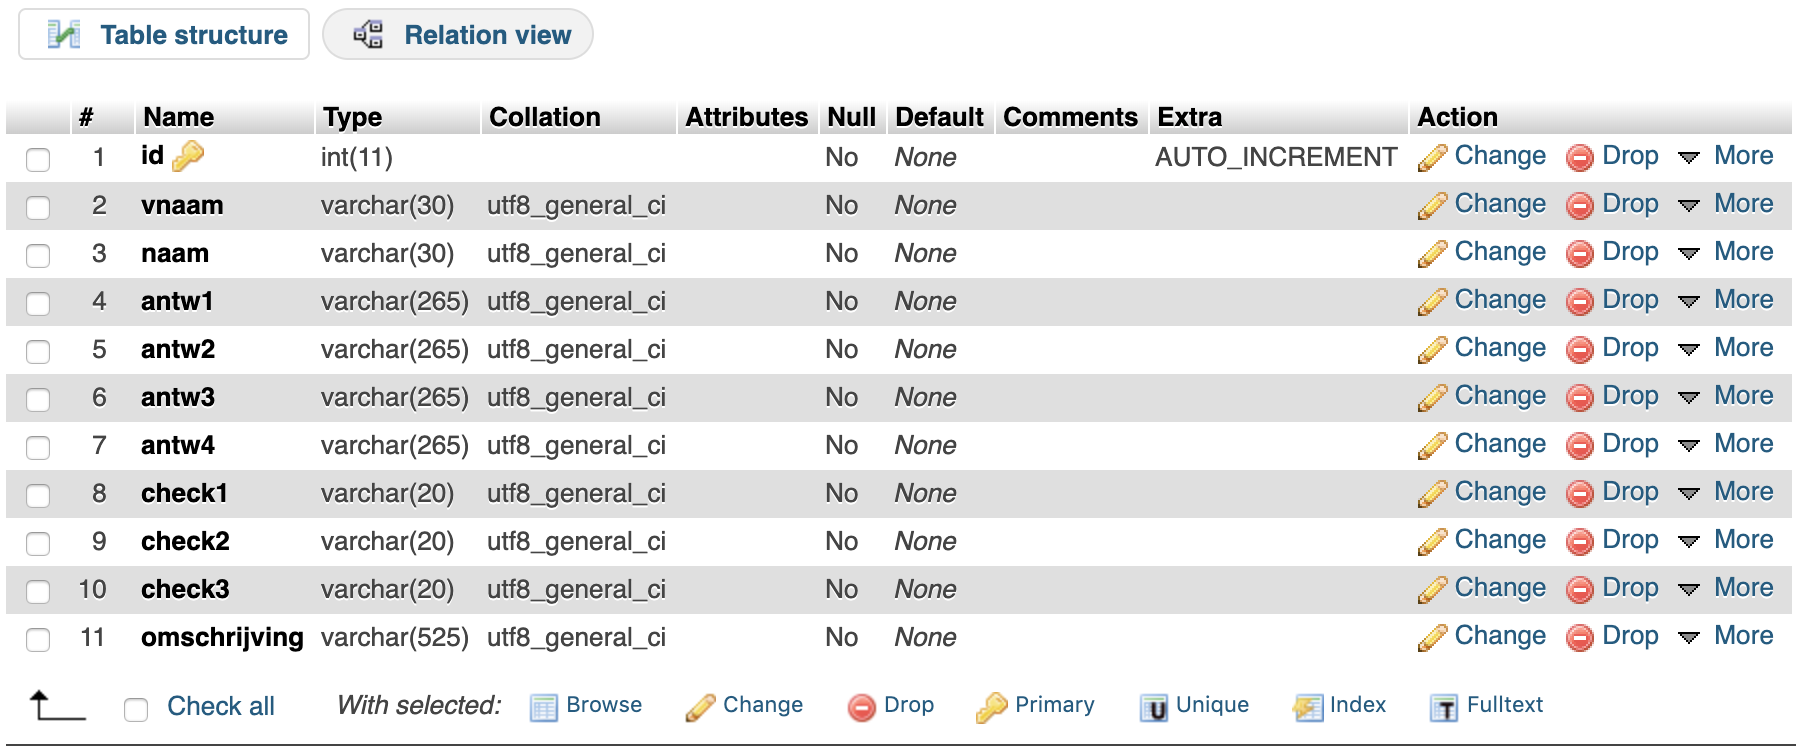 Table structure Relation view
# Name Type Collation Attributes Null Default Comments Extra Action
1 id int(11) No None AUTO_INCREMENT Change Drop More
2 vnaam varchar(30) utf8_general_ci No None Change Drop More
3 naam varchar(30) utf8_general_ci No None Change Drop More
4 antw1 varchar(265) utf8_general_ci No None Change Drop More
5 antw2 varchar(265) utf8_general_ci No None Change Drop More
6 antw3 varchar(265) utf8_general_ci No None Change Drop More
7 antw4 varchar(265) utf8_general_ci No None Change Drop More
8 check1 varchar(20) utf8_general_ci No None Change Drop More
9 check2 varchar(20) utf8_general_ci No None Change Drop More
10 check3 varchar(20) utf8_general_ci No None Change Drop More
11 omschrijving varchar(525) utf8_general_ci No None Change Drop More
Check all With selected: Browse Change Drop Primary Unique Index Fulltext